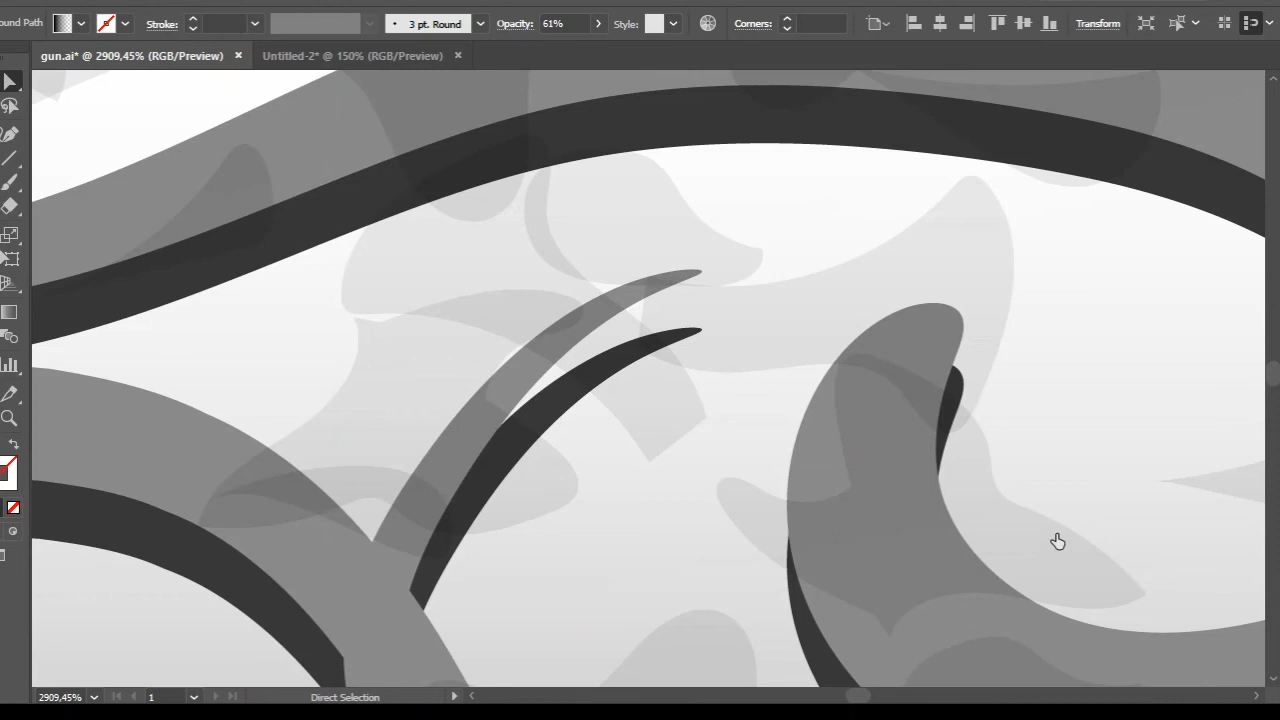 ound Path Stroke: 3 pt. Round Opacity: 61% Style: Corners: Transform
gun.ai* @ 2909,45% (RGB/Preview) × Untitled-2* @ 150% (RGB/Preview) ×
2909,45% 1 Direct Selection